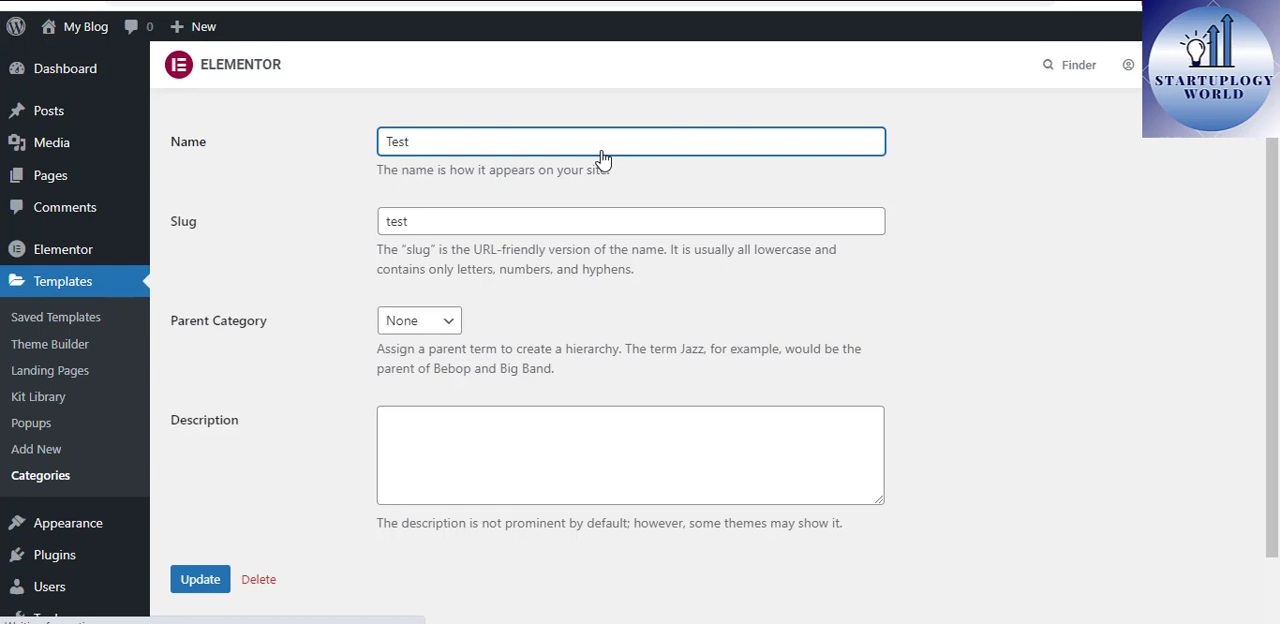 My Blog
0
New
Dashboard
ELEMENTOR
Finder
STARTUPLOGY
WORLD
Posts
Media
Pages
Comments
Elementor
Templates
Saved Templates
Theme Builder
Landing Pages
Kit Library
Popups
Add New
Categories
Appearance
Plugins
Users
Name
Test
The name is how it appears on your site.
Slug
test
The “slug” is the URL-friendly version of the name. It is usually all lowercase and
contains only letters, numbers, and hyphens.
Parent Category
None
Assign a parent term to create a hierarchy. The term Jazz, for example, would be the
parent of Bebop and Big Band.
Description
The description is not prominent by default; however, some themes may show it.
Update
Delete